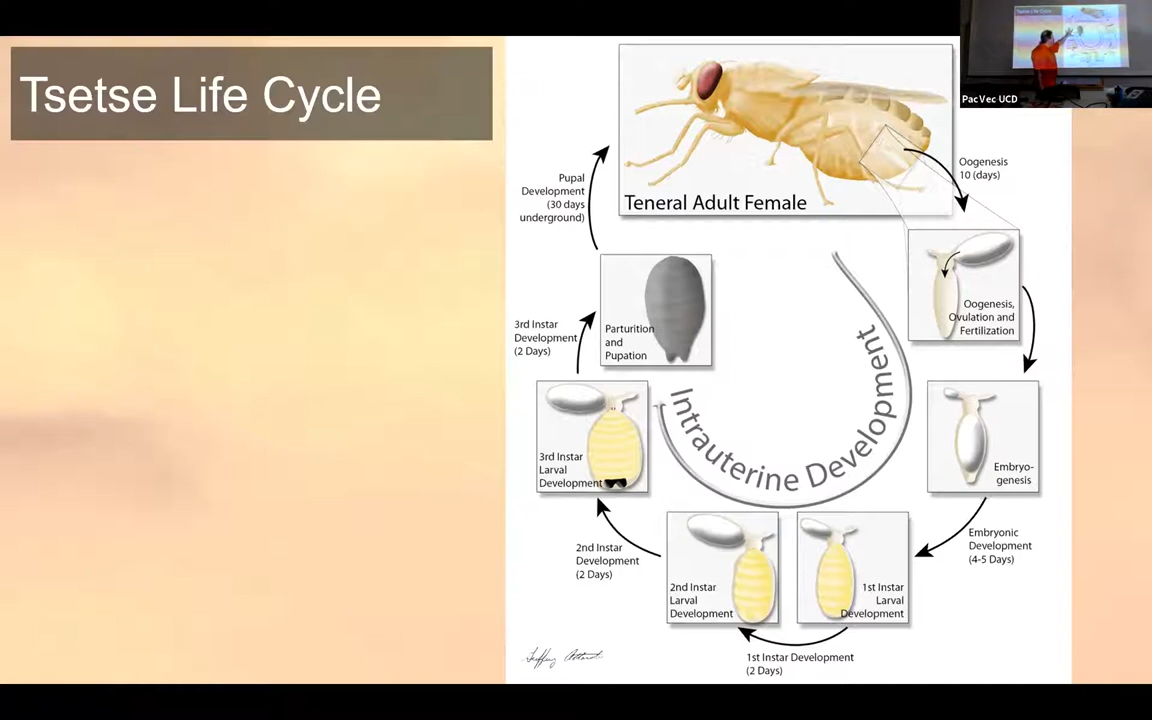 Tsetse Life Cycle
Pac Vec UCD
Teneral Adult Female
Oogenesis
10 (days)
Oogenesis,
Ovulation and
Fertilization
Embryo-
genesis
Embryonic
Development
(4-5 Days)
1st Instar
Larval
Development
1st Instar Development
(2 Days)
2nd Instar
Larval
Development
2nd Instar
Development
(2 Days)
3rd Instar
Larval
Development
3rd Instar
Development
(2 Days)
Parturition
and
Pupation
Pupal
Development
(30 days
underground)
Intrauterine Development